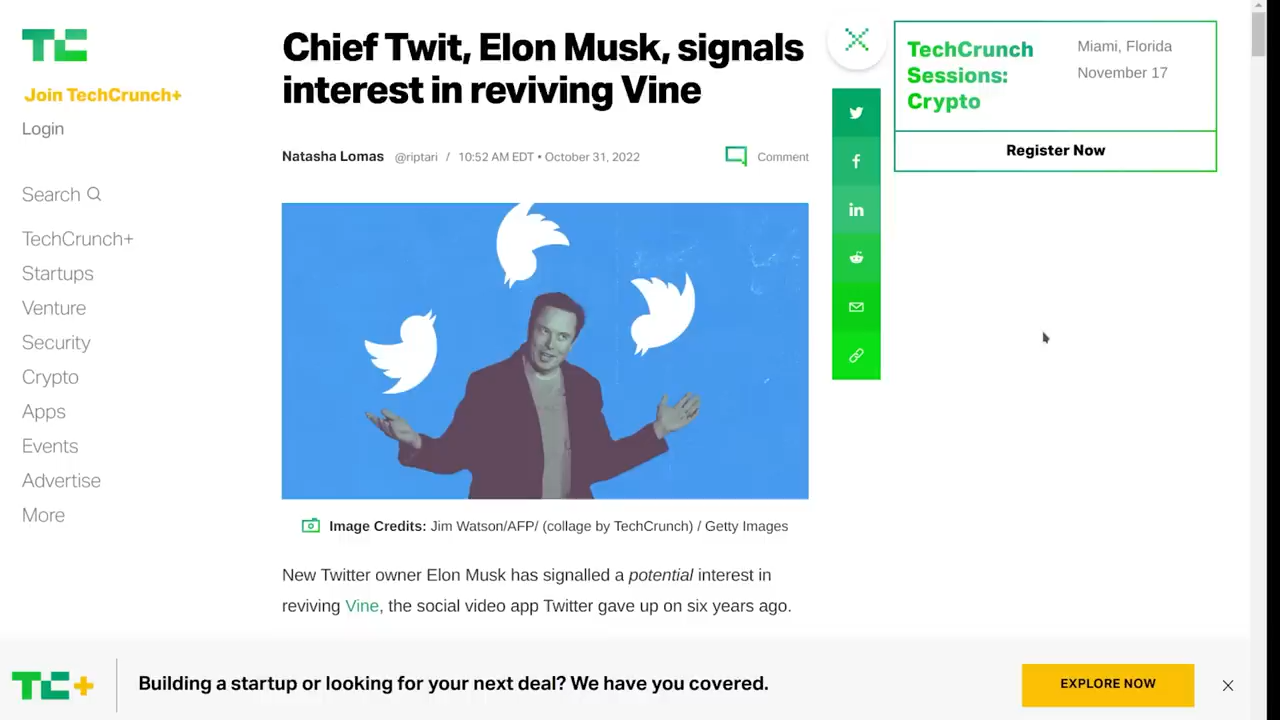 TC
Join TechCrunch+
Login
Search
TechCrunch+
Startups
Venture
Security
Crypto
Apps
Events
Advertise
More
Chief Twit, Elon Musk, signals
interest in reviving Vine
Natasha Lomas @riptari / 10:52 AM EDT • October 31, 2022
Comment
Image Credits: Jim Watson/AFP/ (collage by TechCrunch) / Getty Images
New Twitter owner Elon Musk has signalled a potential interest in
reviving Vine, the social video app Twitter gave up on six years ago.
TechCrunch
Sessions:
Crypto
Miami, Florida
November 17
Register Now
TC+
Building a startup or looking for your next deal? We have you covered.
EXPLORE NOW